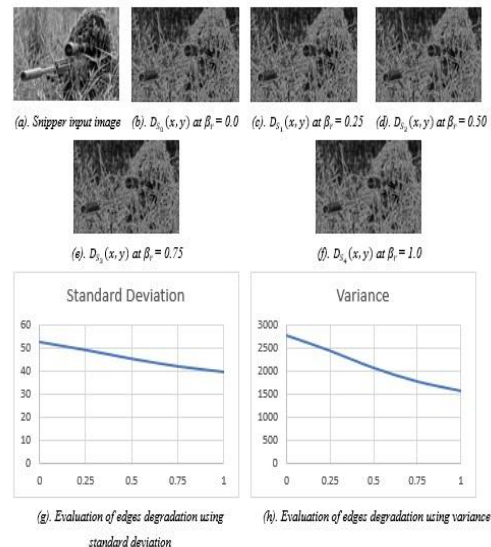 (a). Snipper input image (b). D_{S_0}(x, y) at β_r = 0.0 (c). D_{S_1}(x, y) at β_r = 0.25 (d). D_{S_2}(x, y) at β_r = 0.50
(e). D_{S_3}(x, y) at β_r = 0.75 (f). D_{S_4}(x, y) at β_r = 1.0
Standard Deviation
60
50
40
30
20
10
0
0 0.25 0.5 0.75 1
Variance
3000
2500
2000
1500
1000
500
0
0 0.25 0.5 0.75 1
(g). Evaluation of edges degradation using
standard deviation
(h). Evaluation of edges degradation using variance